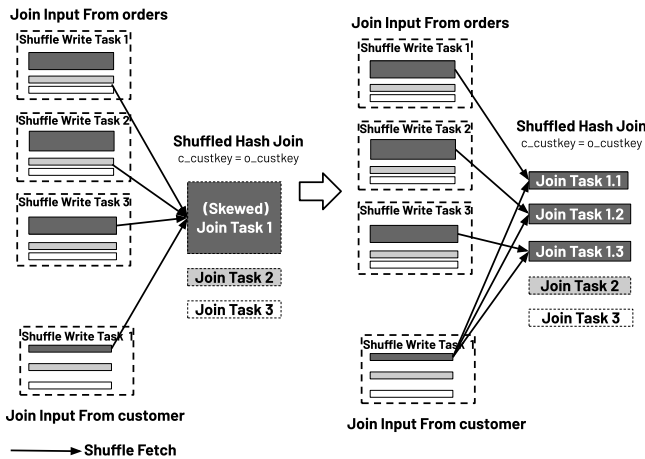 Join Input From orders
Shuffle Write Task 1
Shuffle Write Task 2
Shuffle Write Task 3
Shuffled Hash Join
c_custkey = o_custkey
(Skewed)
Join Task 1
Join Task 2
Join Task 3
Shuffle Write Task 1
Join Input From customer
Shuffle Fetch
Join Input From orders
Shuffle Write Task 1
Shuffle Write Task 2
Shuffle Write Task 3
Shuffled Hash Join
c_custkey = o_custkey
Join Task 1.1
Join Task 1.2
Join Task 1.3
Join Task 2
Join Task 3
Shuffle Write Task 1
Join Input From customer